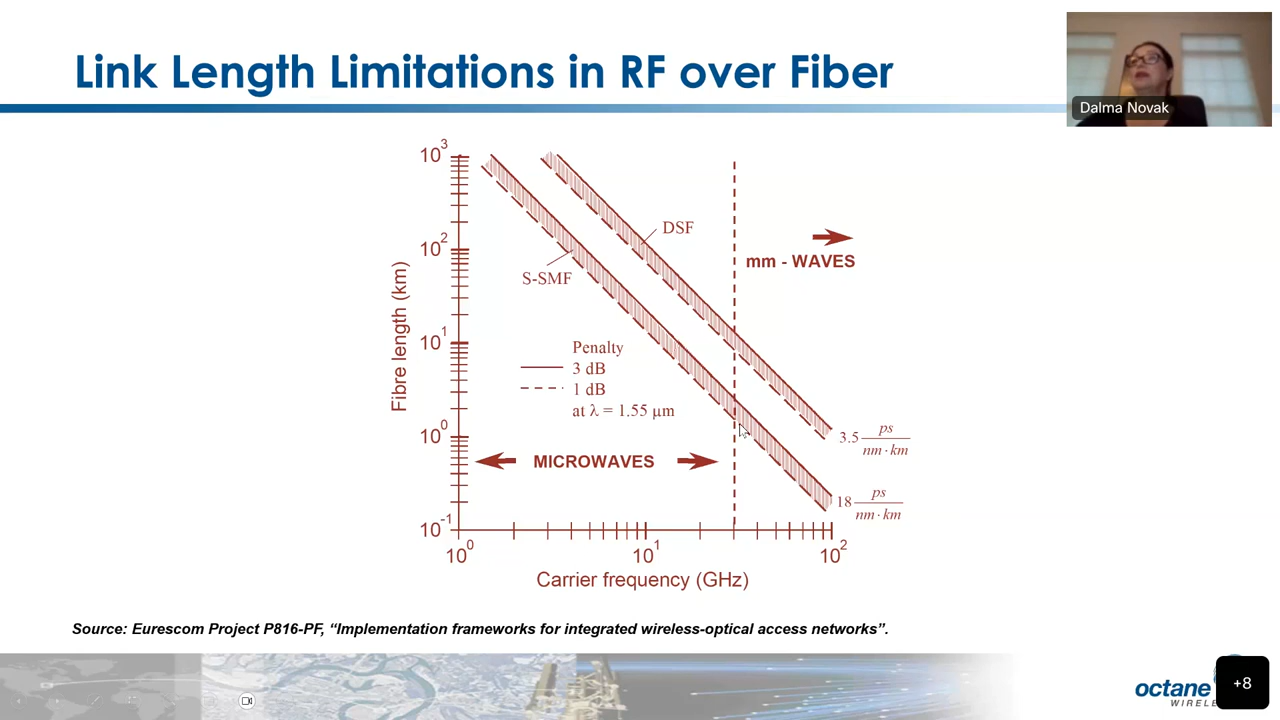 Link Length Limitations in RF over Fiber
Dalma Novak
10³
10²
10¹
10⁰
10⁻¹
Fibre length (km)
DSF
S-SMF
mm - WAVES
Penalty
3 dB
1 dB
at λ = 1.55 μm
MICROWAVES
3.5 ps
nm · km
18 ps
nm · km
10⁰
10¹
10²
Carrier frequency (GHz)
Source: Eurescom Project P816-PF, “Implementation frameworks for integrated wireless-optical access networks”.
octane
+8